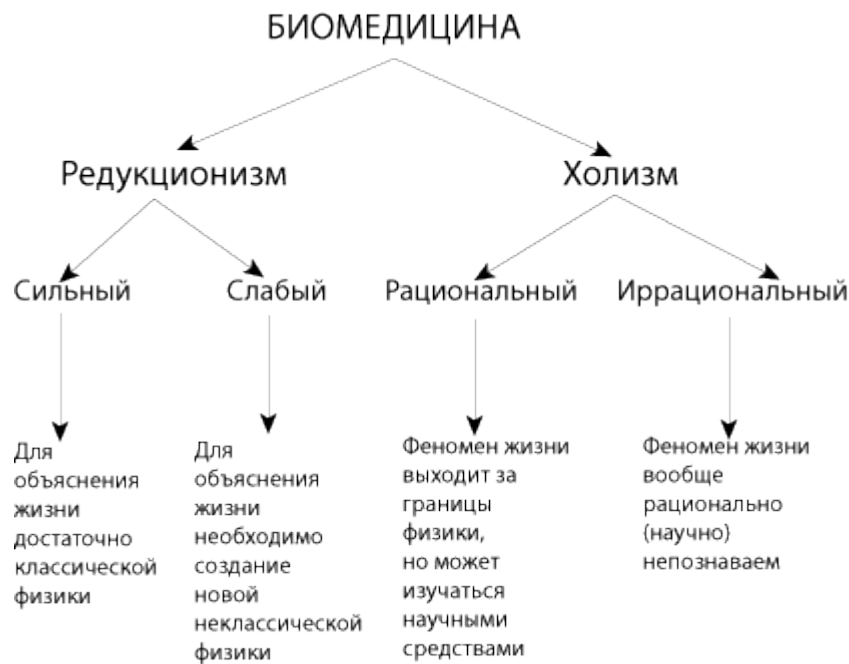 БИОМЕДИЦИНА
Редукционизм
Холизм
Сильный
Слабый
Рациональный
Иррациональный
Для
объяснения
жизни
достаточно
классической
физики
Для
объяснения
жизни
необходимо
создание
новой
неклассической
физики
Феномен жизни
выходит за
границы
физики,
но может
изучаться
научными
средствами
Феномен жизни
вообще
рационально
(научно)
непознаваем